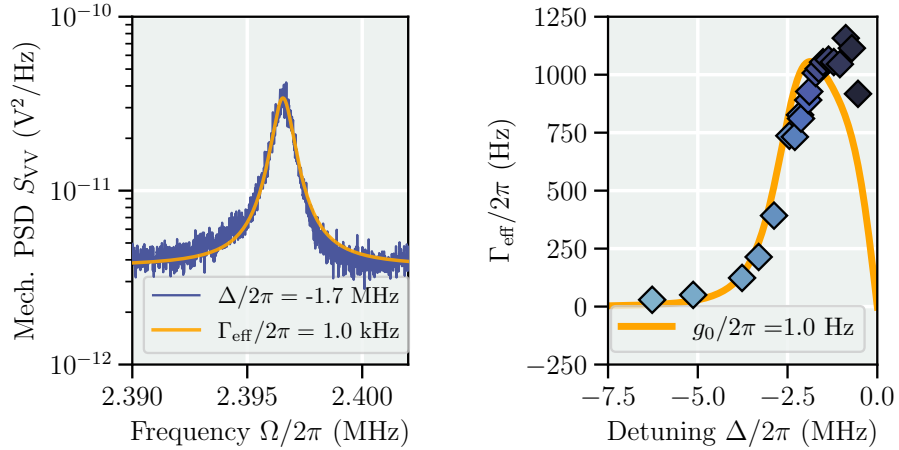 Mech. PSD S_VV (V²/Hz)
10⁻¹⁰
10⁻¹¹
10⁻¹²
Δ/2π = -1.7 MHz
Γ_eff/2π = 1.0 kHz
2.390 2.395 2.400
Frequency Ω/2π (MHz)
Γ_eff/2π (Hz)
1250
1000
750
500
250
0
−250
g₀/2π =1.0 Hz
−7.5 −5.0 −2.5 0.0
Detuning Δ/2π (MHz)